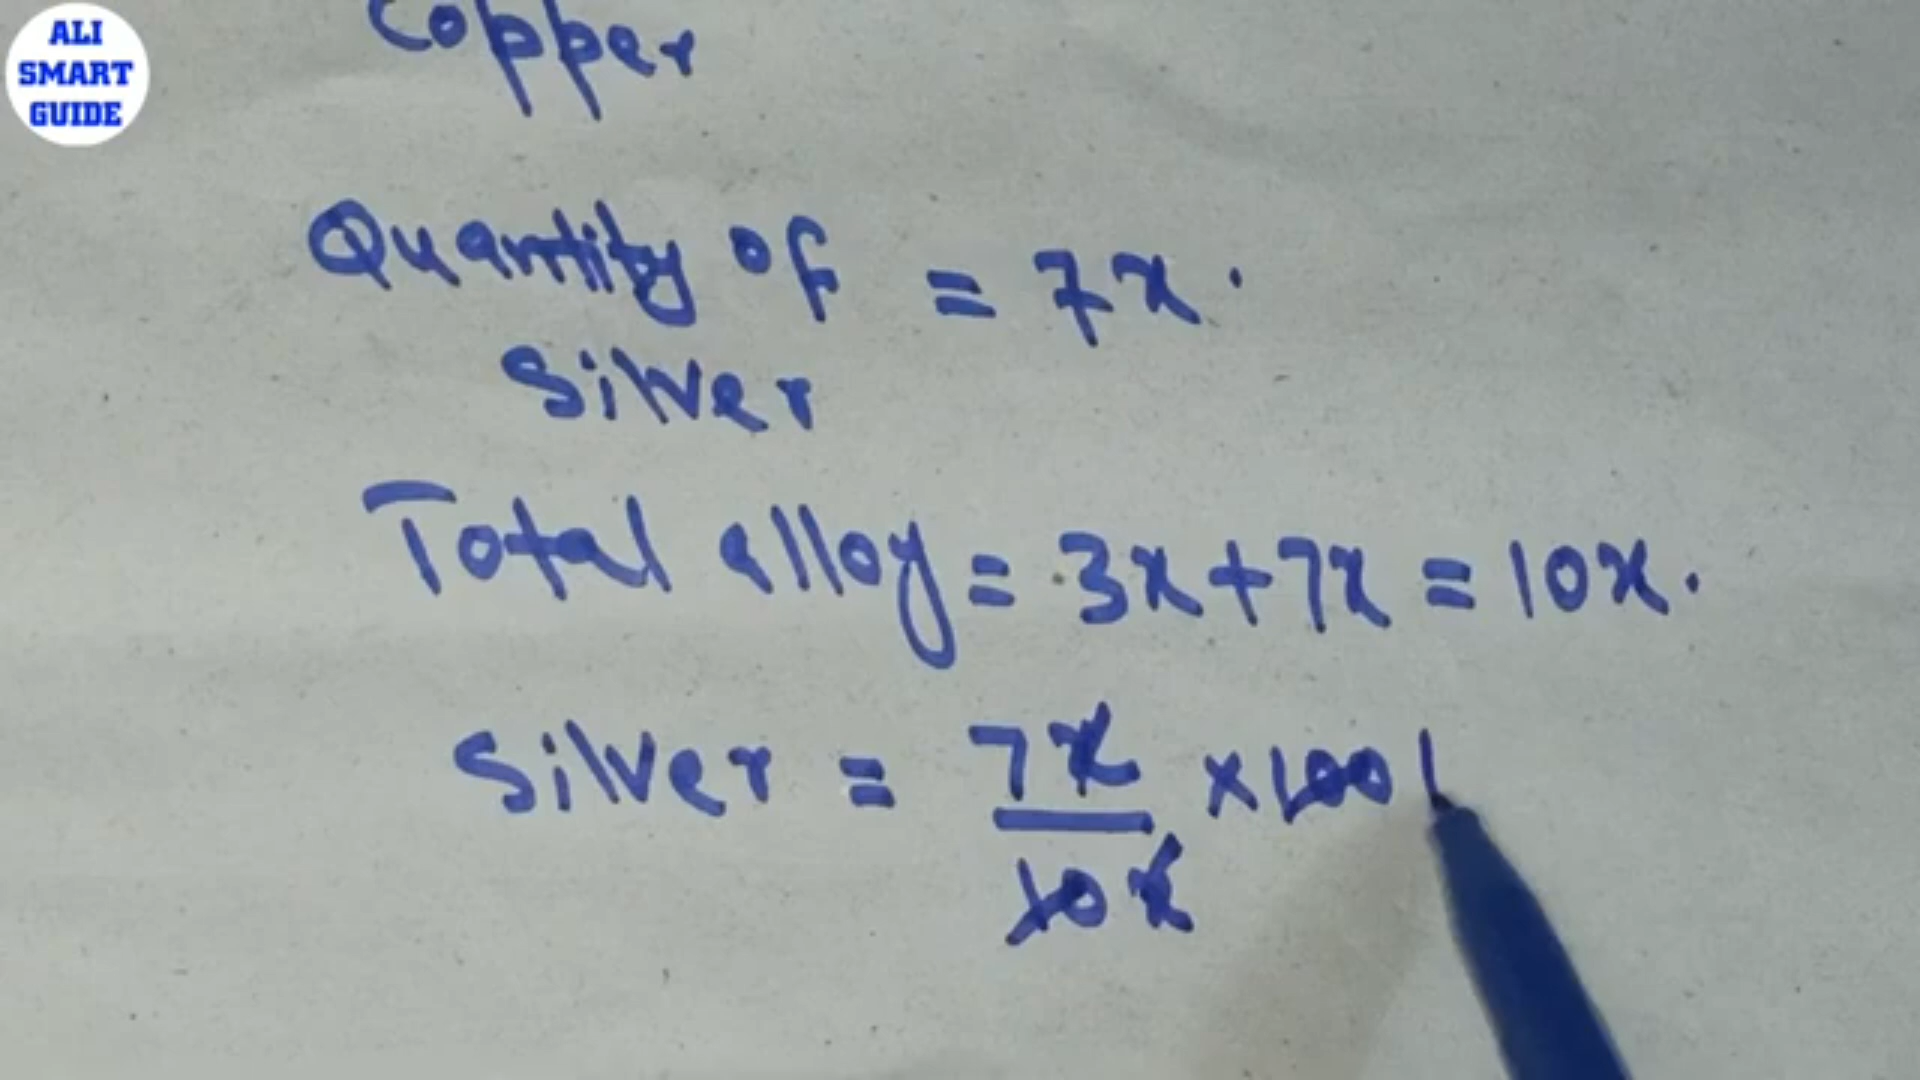 ALI
SMART
GUIDE
Copper
Quantity of = 7x.
Silver
Total alloy = 3x+7x = 10x.
Silver = 7x/10x ×100